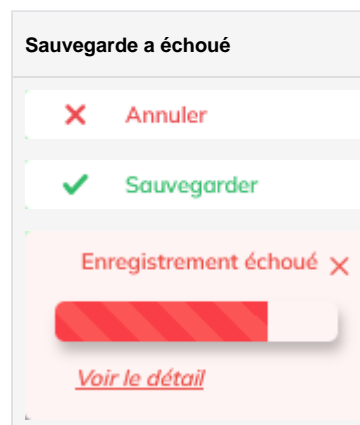 Sauvegarde a échoué
Annuler
Sauvegarder
Enregistrement échoué
Voir le détail